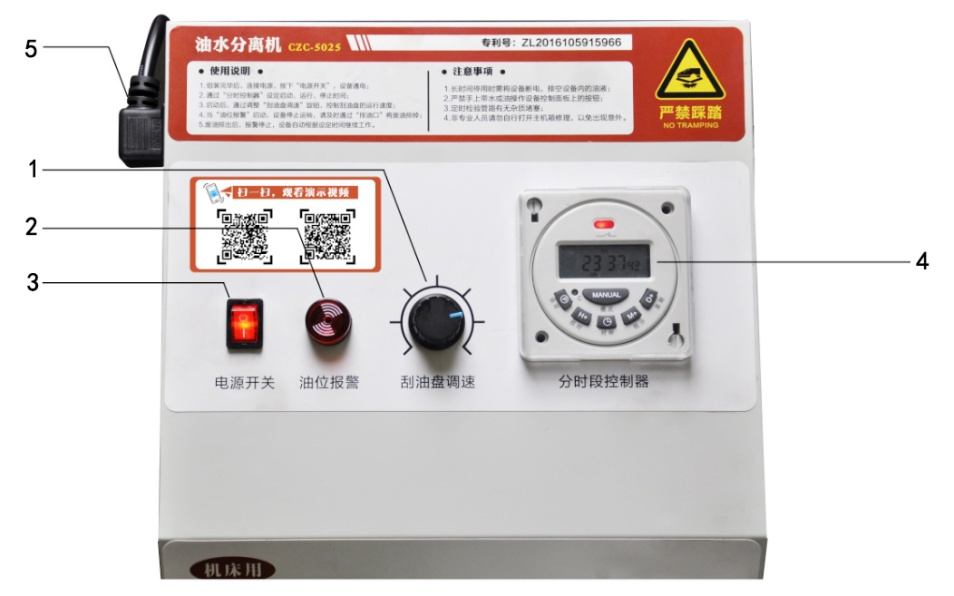 5
油水分离机 CZC-5025
专利号：ZL2016105915966
• 使用说明 •
1.组装完毕后，连接电源，按下“电源开关”，设备通电；
2.通过“分时控制器”设定启动、运行、停止时间；
3.启动后，通过调整“刮油盘调速”旋钮，控制刮油盘的运行速度；
4.当“油位报警”启动，设备停止运转，请及时通过“排油口”将废油排掉；
5.废油排出后，报警停止，设备自动根据设定时间继续工作。
• 注意事项 •
1.长时间停用时需将设备断电，排空设备内的油液；
2.严禁手上带水或油操作设备控制面板上的按钮；
3.定时检验管路有无杂质堵塞；
4.非专业人员请勿自行打开主机箱修理，以免出现意外。
严禁踩踏
NO TRAMPING
1
扫一扫，观看演示视频
2
3
4
23 37 42
MANUAL
H+
M+
D+
电源开关
油位报警
刮油盘调速
分时段控制器
机床用